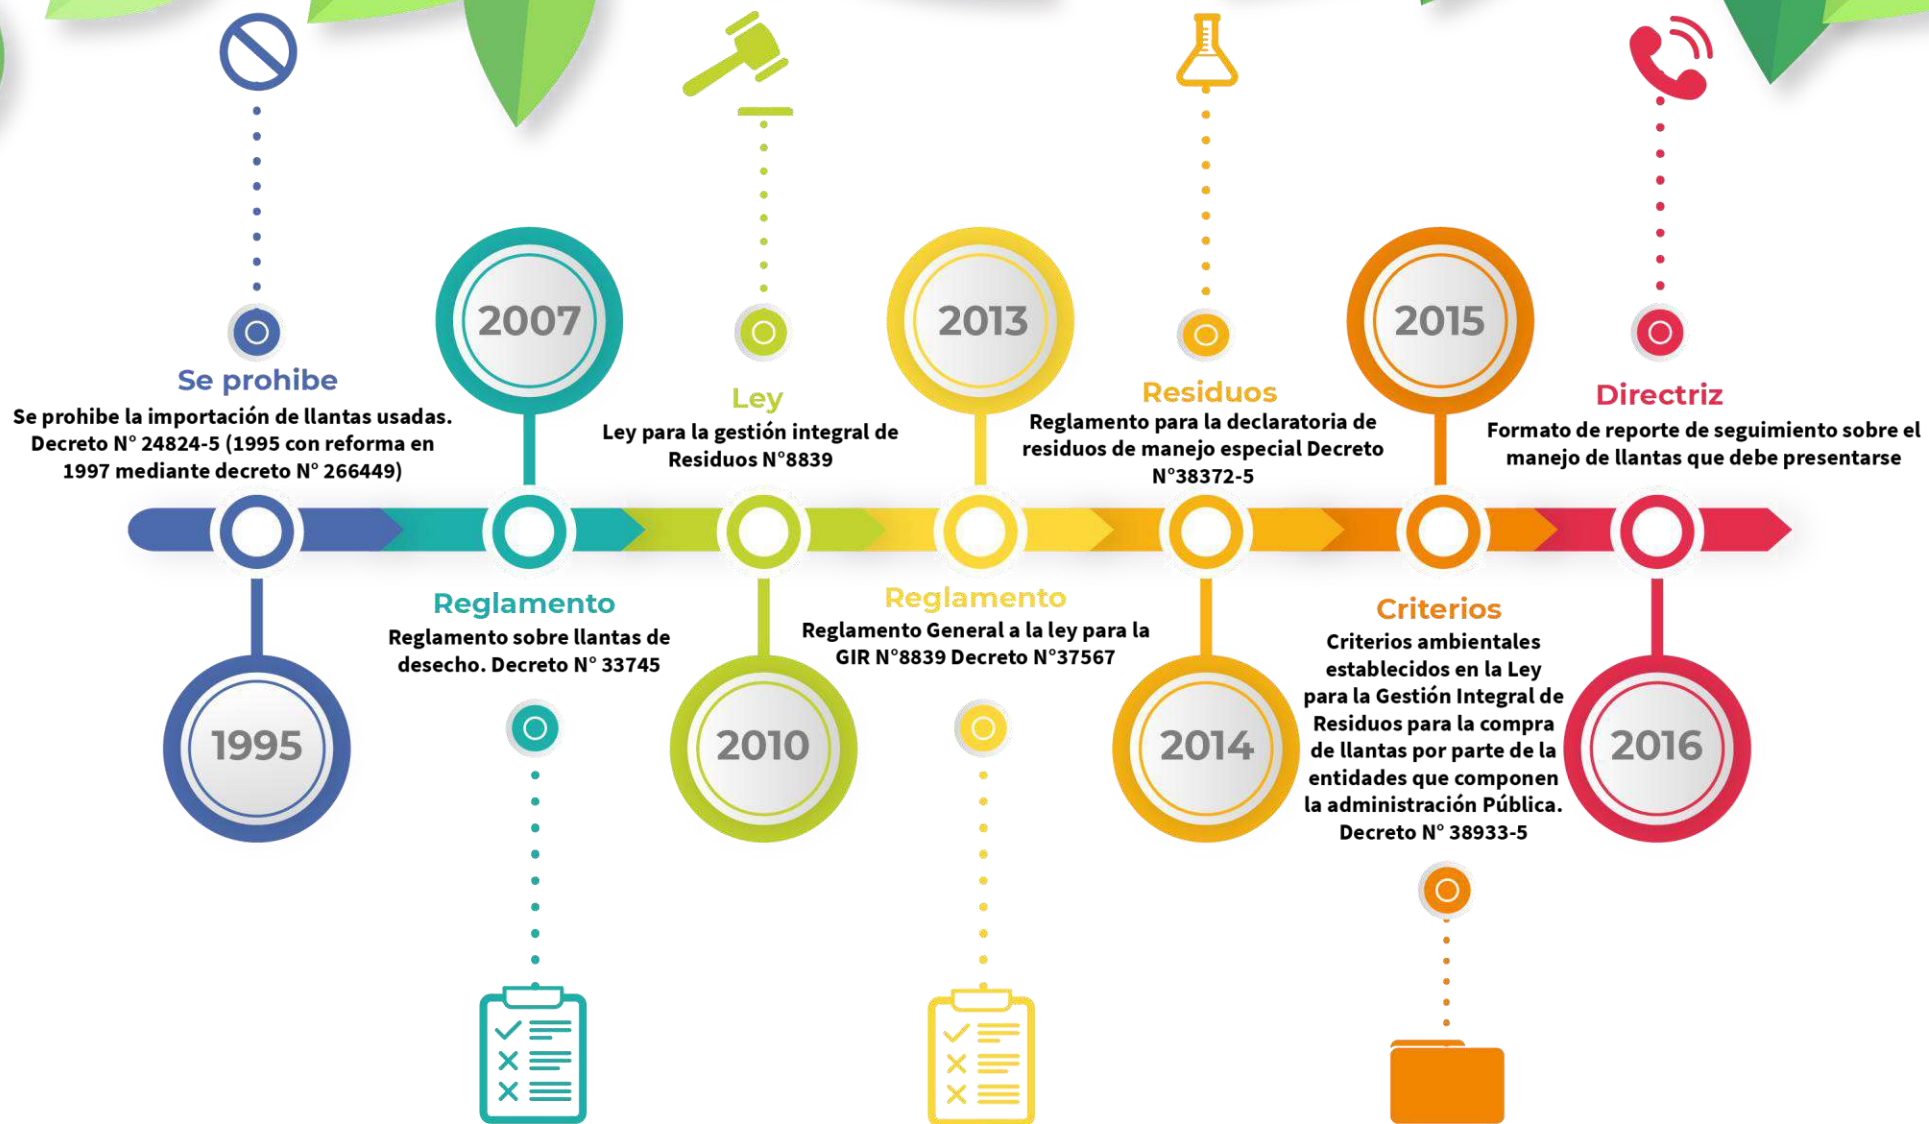 Se prohibe
Se prohibe la importación de llantas usadas.
Decreto N° 24824-5 (1995 con reforma en
1997 mediante decreto N° 266449)
1995
2007
Reglamento
Reglamento sobre llantas de
desecho. Decreto N° 33745
Ley
Ley para la gestión integral de
Residuos N°8839
2010
2013
Reglamento
Reglamento General a la ley para la
GIR N°8839 Decreto N°37567
Residuos
Reglamento para la declaratoria de
residuos de manejo especial Decreto
N°38372-5
2014
2015
Criterios
Criterios ambientales
establecidos en la Ley
para la Gestión Integral de
Residuos para la compra
de llantas por parte de la
entidades que componen
la administración Pública.
Decreto N° 38933-5
Directriz
Formato de reporte de seguimiento sobre el
manejo de llantas que debe presentarse
2016